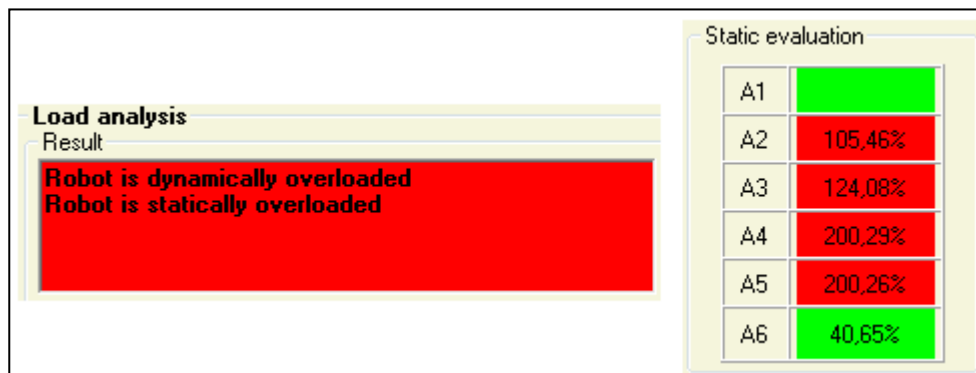 Load analysis
Result
Robot is dynamically overloaded
Robot is statically overloaded
Static evaluation
A1
A2 105,46%
A3 124,08%
A4 200,29%
A5 200,26%
A6 40,65%